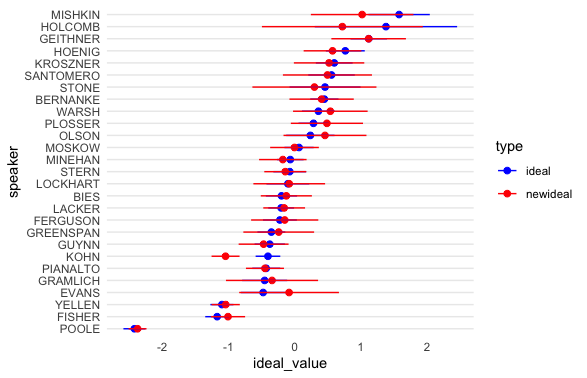 MISHKIN
HOLCOMB
GEITHNER
HOENIG
KROSZNER
SANTOMERO
STONE
BERNANKE
WARSH
PLOSSER
OLSON
MOSKOW
MINEHAN
STERN
LOCKHART
BIES
LACKER
FERGUSON
GREENSPAN
GUYNN
KOHN
PIANALTO
GRAMLICH
EVANS
YELLEN
FISHER
POOLE
speaker
-2 -1 0 1 2
ideal_value
type
ideal
newideal